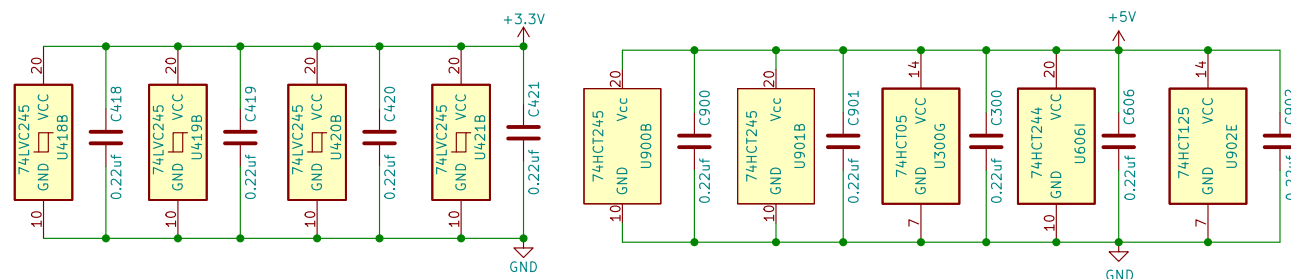 +3.3V
20
74LVC245
VCC
GND
U418B
10
C418
0.22uf
20
74LVC245
VCC
GND
U419B
10
C419
0.22uf
20
74LVC245
VCC
GND
U420B
10
C420
0.22uf
20
74LVC245
VCC
GND
U421B
10
C421
0.22uf
GND
+5V
20
74HCT245
Vcc
GND
U900B
10
C900
0.22uf
20
74HCT245
Vcc
GND
U901B
10
C901
0.22uf
14
74HCT05
VCC
GND
U300G
7
C300
0.22uf
20
74HCT244
VCC
GND
U606I
10
C606
0.22uf
14
74HCT125
VCC
GND
U902E
7
C902
0.22uf
GND